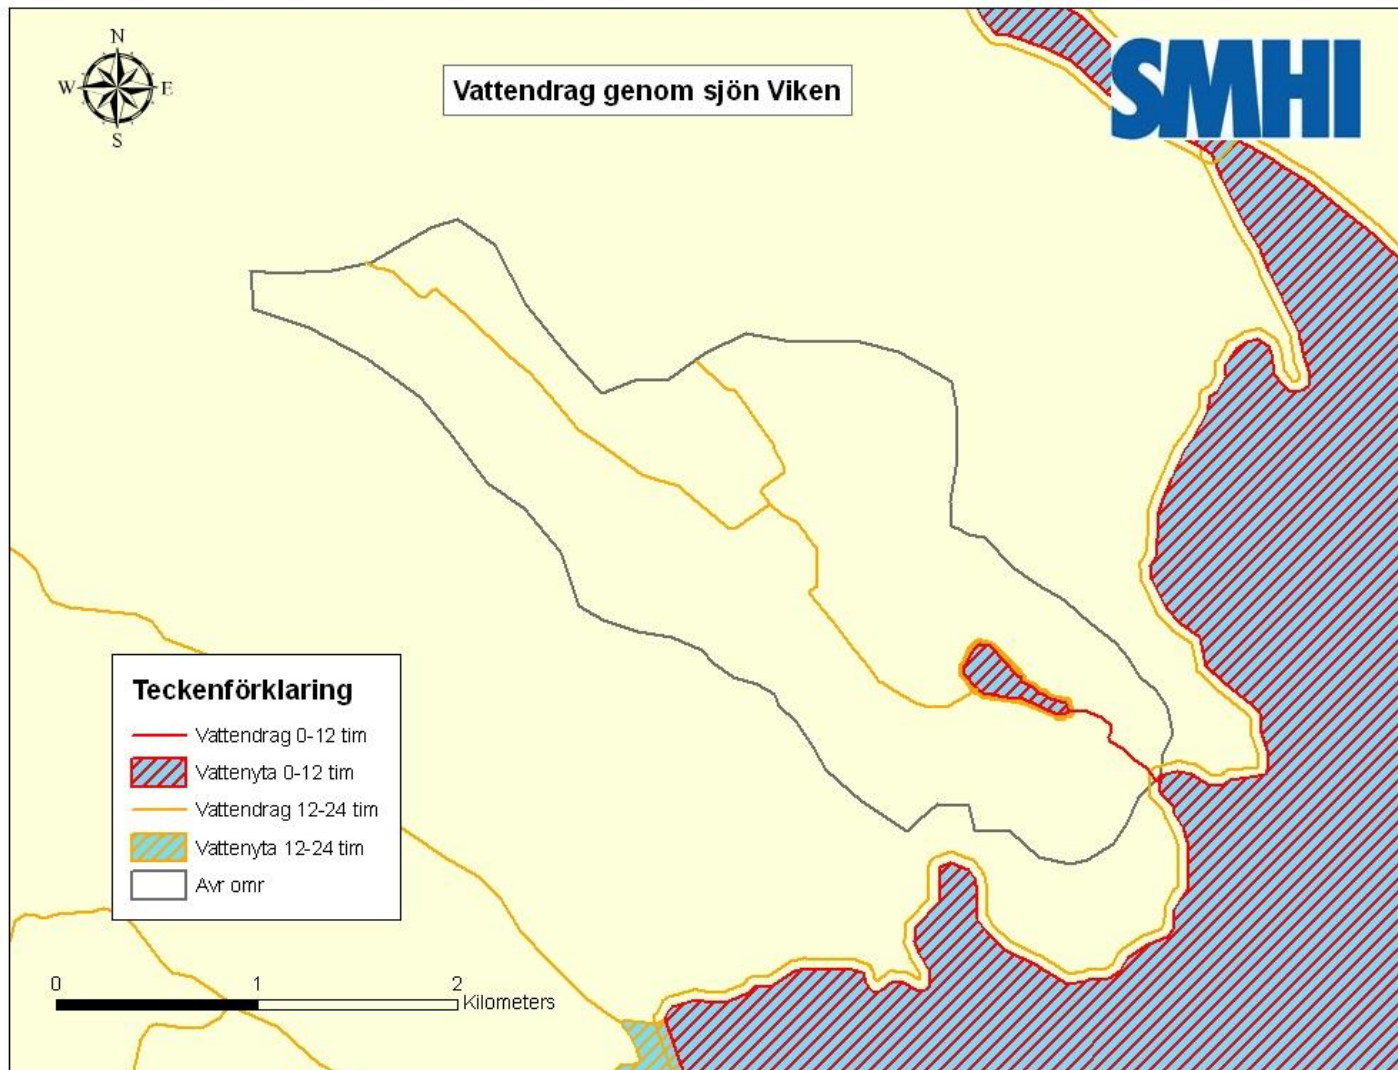 N
W E
S
Vattendrag genom sjön Viken
SMHI
Teckenförklaring
Vattendrag 0-12 tim
Vattenyta 0-12 tim
Vattendrag 12-24 tim
Vattenyta 12-24 tim
Avr omr
0 1 2
Kilometers